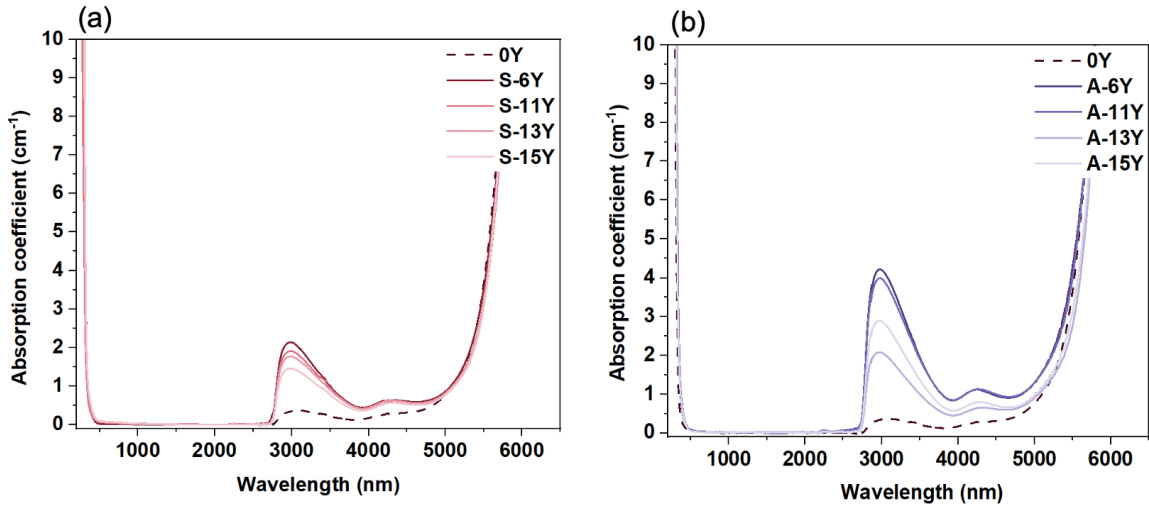 (a)
10
9
8
7
6
5
4
3
2
1
0
Absorption coefficient (cm⁻¹)
0Y
S-6Y
S-11Y
S-13Y
S-15Y
1000 2000 3000 4000 5000 6000
Wavelength (nm)
(b)
10
9
8
7
6
5
4
3
2
1
0
Absorption coefficient (cm⁻¹)
0Y
A-6Y
A-11Y
A-13Y
A-15Y
1000 2000 3000 4000 5000 6000
Wavelength (nm)